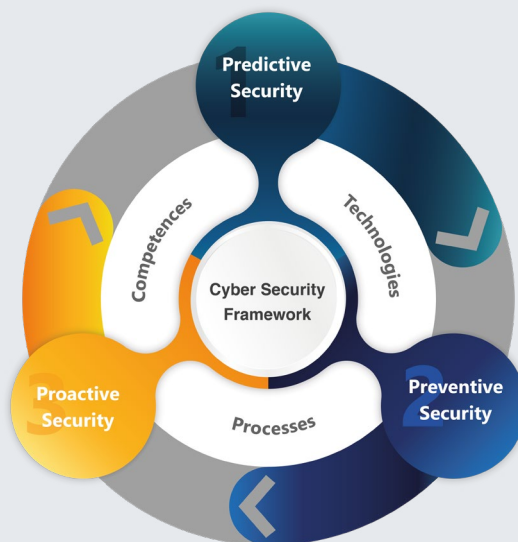 1
Predictive
Security
Competences
Technologies
Cyber Security
Framework
3
Proactive
Security
2
Preventive
Security
Processes